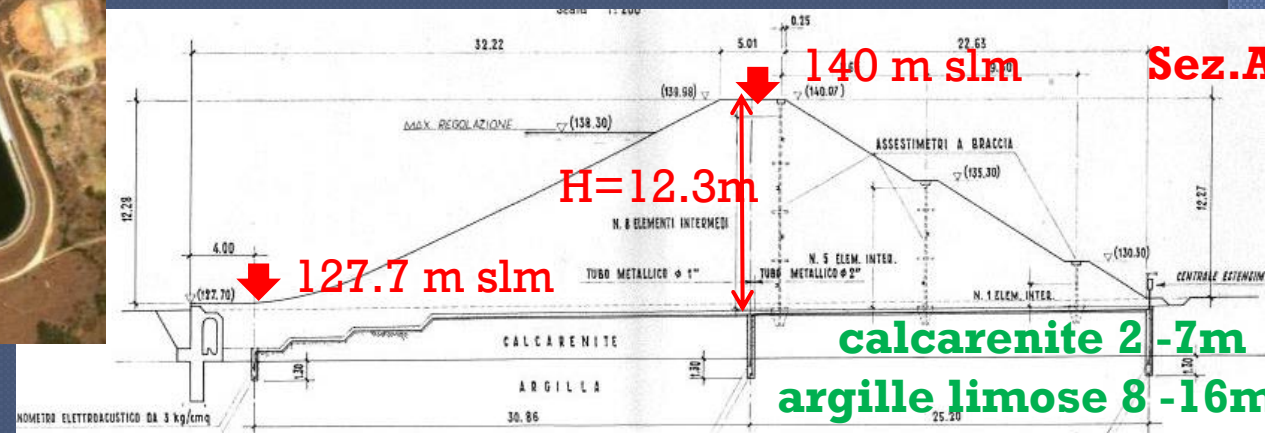 Scala 1:200
0.25
32.22
5.01
22.63
140 m slm
Sez.A
(139.98)
(140.07)
MAX. REGOLAZIONE
(138.30)
ASSESTIMETRI A BRACCIA
(135,30)
H=12.3m
12.28
12,27
N. 8 ELEMENTI INTERMEDI
4.00
N. 5 ELEM. INTER.
(130.50)
127.7 m slm
TUBO METALLICO ϕ 1"
TUBO METALLICO ϕ 2"
CENTRALE ESTENSIM
(127.70)
N. 1 ELEM. INTER.
CALCARENITE
calcarenite 2 -7m
1.30
1.30
1.30
ARGILLA
argille limose 8 -16m
NOMETRO ELETTROACUSTICO DA 3 kg/cmq
30.86
25.20